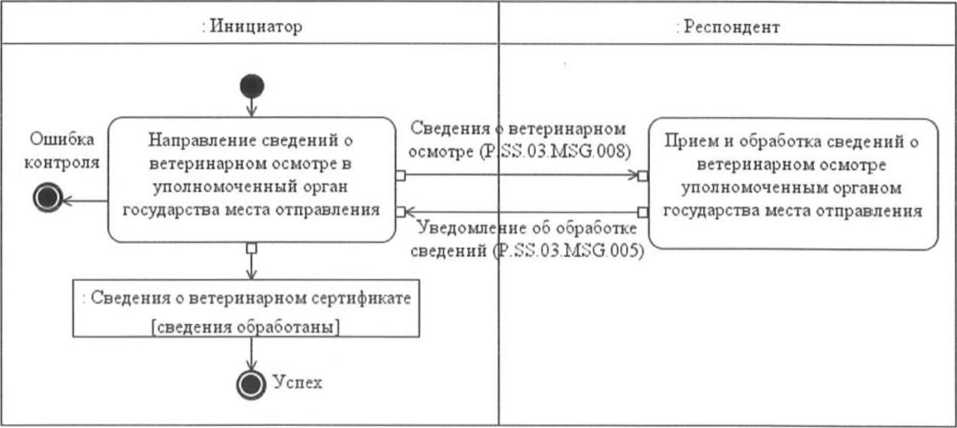 : Инициатор
: Респондент
Ошибка
контроля
Направление сведений о
ветеринарном осмотре в
уполномоченный орган
государства места отправления
Сведения о ветеринарном
осмотре (P.SS.03.MSG.008)
Прием и обработка сведений о
ветеринарном осмотре
уполномоченным органом
государства места отправления
Уведомление об обработке
сведений (P.SS.03.MSG.005)
: Сведения о ветеринарном сертификате
[сведения обработаны]
Успех